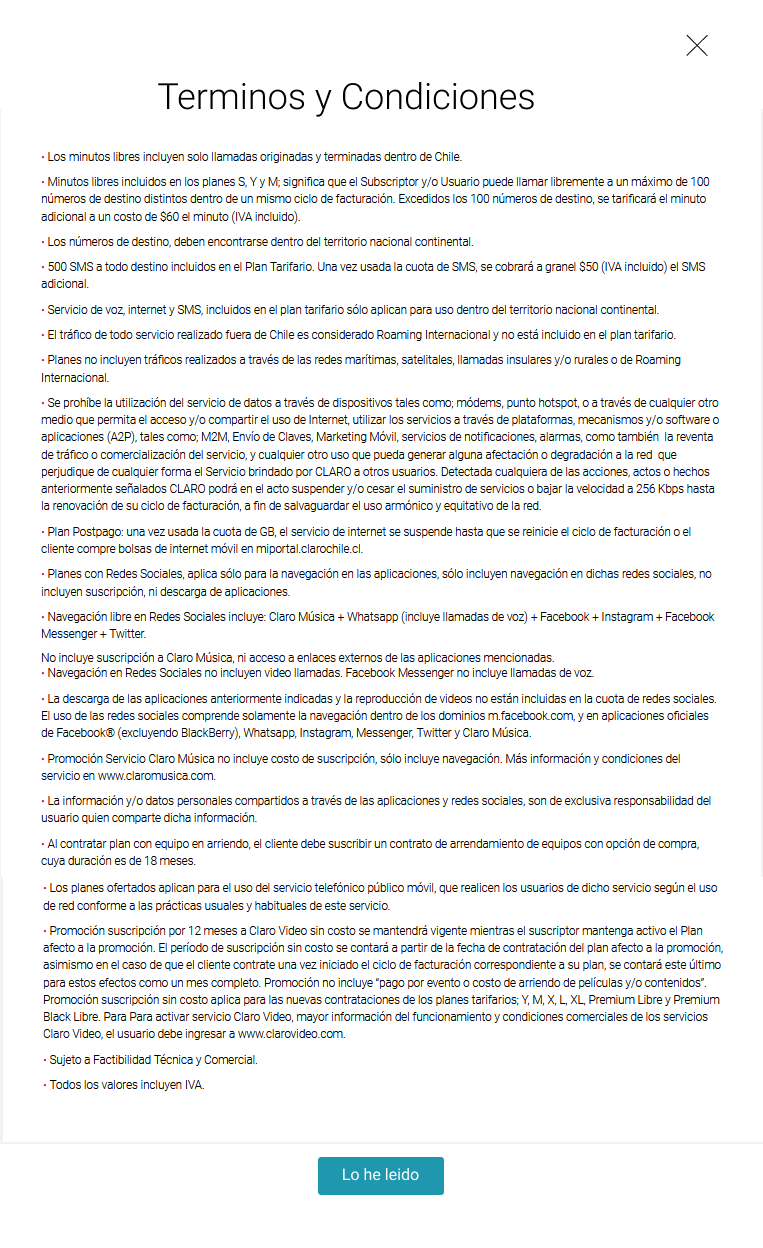 Terminos y Condiciones
• Los minutos libres incluyen solo llamadas originadas y terminadas dentro de Chile.
• Minutos libres incluidos en los planes S, Y y M; significa que el Subscriptor y/o Usuario puede llamar libremente a un máximo de 100
números de destino distintos dentro de un mismo ciclo de facturación. Excedidos los 100 números de destino, se tarificará el minuto
adicional a un costo de $60 el minuto (IVA incluido).
• Los números de destino, deben encontrarse dentro del territorio nacional continental.
• 500 SMS a todo destino incluidos en el Plan Tarifario. Una vez usada la cuota de SMS, se cobrará a granel $50 (IVA incluido) el SMS
adicional.
• Servicio de voz, internet y SMS, incluidos en el plan tarifario sólo aplican para uso dentro del territorio nacional continental.
• El tráfico de todo servicio realizado fuera de Chile es considerado Roaming Internacional y no está incluido en el plan tarifario.
• Planes no incluyen tráficos realizados a través de las redes marítimas, satelitales, llamadas insulares y/o rurales o de Roaming
Internacional.
• Se prohíbe la utilización del servicio de datos a través de dispositivos tales como; módems, punto hotspot, o a través de cualquier otro
medio que permita el acceso y/o compartir el uso de Internet, utilizar los servicios a través de plataformas, mecanismos y/o software o
aplicaciones (A2P), tales como; M2M, Envío de Claves, Marketing Móvil, servicios de notificaciones, alarmas, como también la reventa
de tráfico o comercialización del servicio, y cualquier otro uso que pueda generar alguna afectación o degradación a la red que
perjudique de cualquier forma el Servicio brindado por CLARO a otros usuarios. Detectada cualquiera de las acciones, actos o hechos
anteriormente señalados CLARO podrá en el acto suspender y/o cesar el suministro de servicios o bajar la velocidad a 256 Kbps hasta
la renovación de su ciclo de facturación, a fin de salvaguardar el uso armónico y equitativo de la red.
• Plan Postpago: una vez usada la cuota de GB, el servicio de internet se suspende hasta que se reinicie el ciclo de facturación o el
cliente compre bolsas de internet móvil en miportal.clarochile.cl.
• Planes con Redes Sociales, aplica sólo para la navegación en las aplicaciones, sólo incluyen navegación en dichas redes sociales, no
incluyen suscripción, ni descarga de aplicaciones.
• Navegación libre en Redes Sociales incluye: Claro Música + Whatsapp (incluye llamadas de voz) + Facebook + Instagram + Facebook
Messenger + Twitter.
No incluye suscripción a Claro Música, ni acceso a enlaces externos de las aplicaciones mencionadas.
• Navegación en Redes Sociales no incluyen video llamadas. Facebook Messenger no incluye llamadas de voz.
• La descarga de las aplicaciones anteriormente indicadas y la reproducción de videos no están incluidas en la cuota de redes sociales.
El uso de las redes sociales comprende solamente la navegación dentro de los dominios m.facebook.com, y en aplicaciones oficiales
de Facebook® (excluyendo BlackBerry), Whatsapp, Instagram, Messenger, Twitter y Claro Música.
• Promoción Servicio Claro Música no incluye costo de suscripción, sólo incluye navegación. Más información y condiciones del
servicio en www.claromusica.com.
• La información y/o datos personales compartidos a través de las aplicaciones y redes sociales, son de exclusiva responsabilidad del
usuario quien comparte dicha información.
• Al contratar plan con equipo en arriendo, el cliente debe suscribir un contrato de arrendamiento de equipos con opción de compra,
cuya duración es de 18 meses.
• Los planes ofertados aplican para el uso del servicio telefónico público móvil, que realicen los usuarios de dicho servicio según el uso
de red conforme a las prácticas usuales y habituales de este servicio.
• Promoción suscripción por 12 meses a Claro Video sin costo se mantendrá vigente mientras el suscriptor mantenga activo el Plan
afecto a la promoción. El período de suscripción sin costo se contará a partir de la fecha de contratación del plan afecto a la promoción,
asimismo en el caso de que el cliente contrate una vez iniciado el ciclo de facturación correspondiente a su plan, se contará este último
para estos efectos como un mes completo. Promoción no incluye “pago por evento o costo de arriendo de películas y/o contenidos”.
Promoción suscripción sin costo aplica para las nuevas contrataciones de los planes tarifarios; Y, M, X, L, XL, Premium Libre y Premium
Black Libre. Para Para activar servicio Claro Video, mayor información del funcionamiento y condiciones comerciales de los servicios
Claro Video, el usuario debe ingresar a www.clarovideo.com.
• Sujeto a Factibilidad Técnica y Comercial.
• Todos los valores incluyen IVA.
Lo he leido